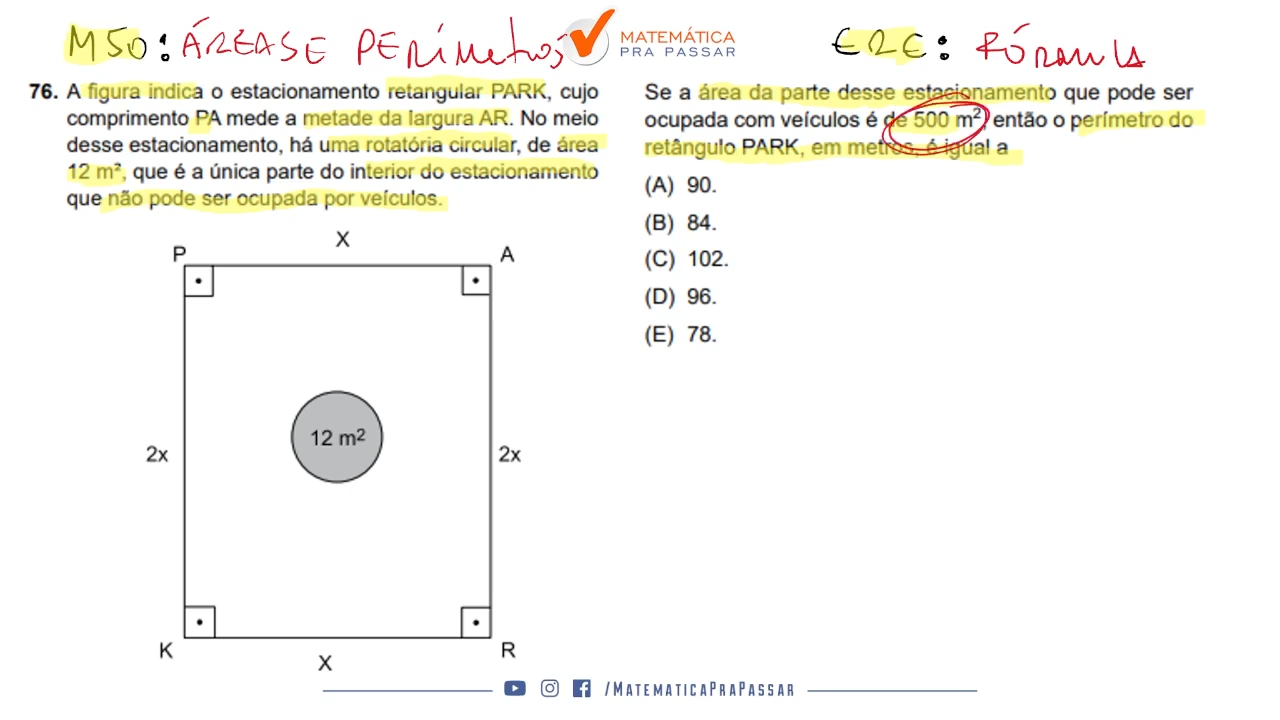 M50: ÁREAS E PERÍMETROS
MATEMÁTICA
PRA PASSAR
E2E: FÓRMULA
76. A figura indica o estacionamento retangular PARK, cujo
comprimento PA mede a metade da largura AR. No meio
desse estacionamento, há uma rotatória circular, de área
12 m², que é a única parte do interior do estacionamento
que não pode ser ocupada por veículos.
X
P
A
12 m²
2x
2x
K
R
X
Se a área da parte desse estacionamento que pode ser
ocupada com veículos é de 500 m², então o perímetro do
retângulo PARK, em metros, é igual a
(A) 90.
(B) 84.
(C) 102.
(D) 96.
(E) 78.
/MATEMATICAPRAPASSAR